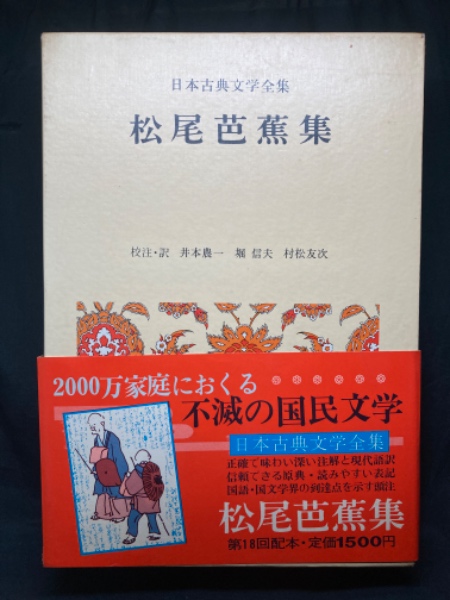 日本古典文学全集
松尾芭蕉集
校注・訳 井本農一 堀 信夫 村松友次
2000万家庭におくる
不滅の国民文学
日本古典文学全集
正確で味わい深い注解と現代語訳
信頼できる原典・読みやすい表記
国語・国文学界の到達点を示す頭注
松尾芭蕉集
第18回配本・定価1500円